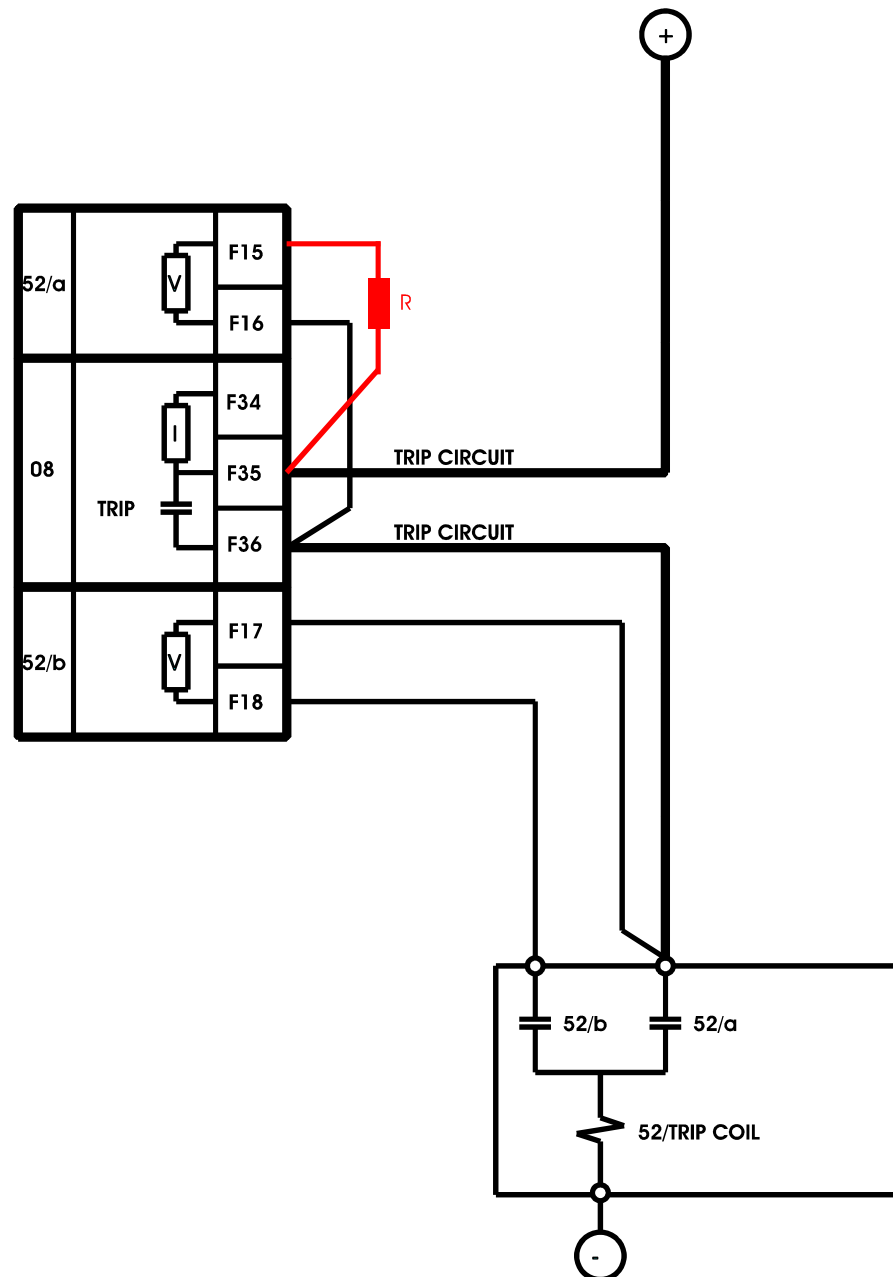 +
F15
52/a
V
R
F16
F34
I
TRIP CIRCUIT
08
F35
TRIP
TRIP CIRCUIT
F36
F17
52/b
V
F18
52/b
52/a
52/TRIP COIL
-